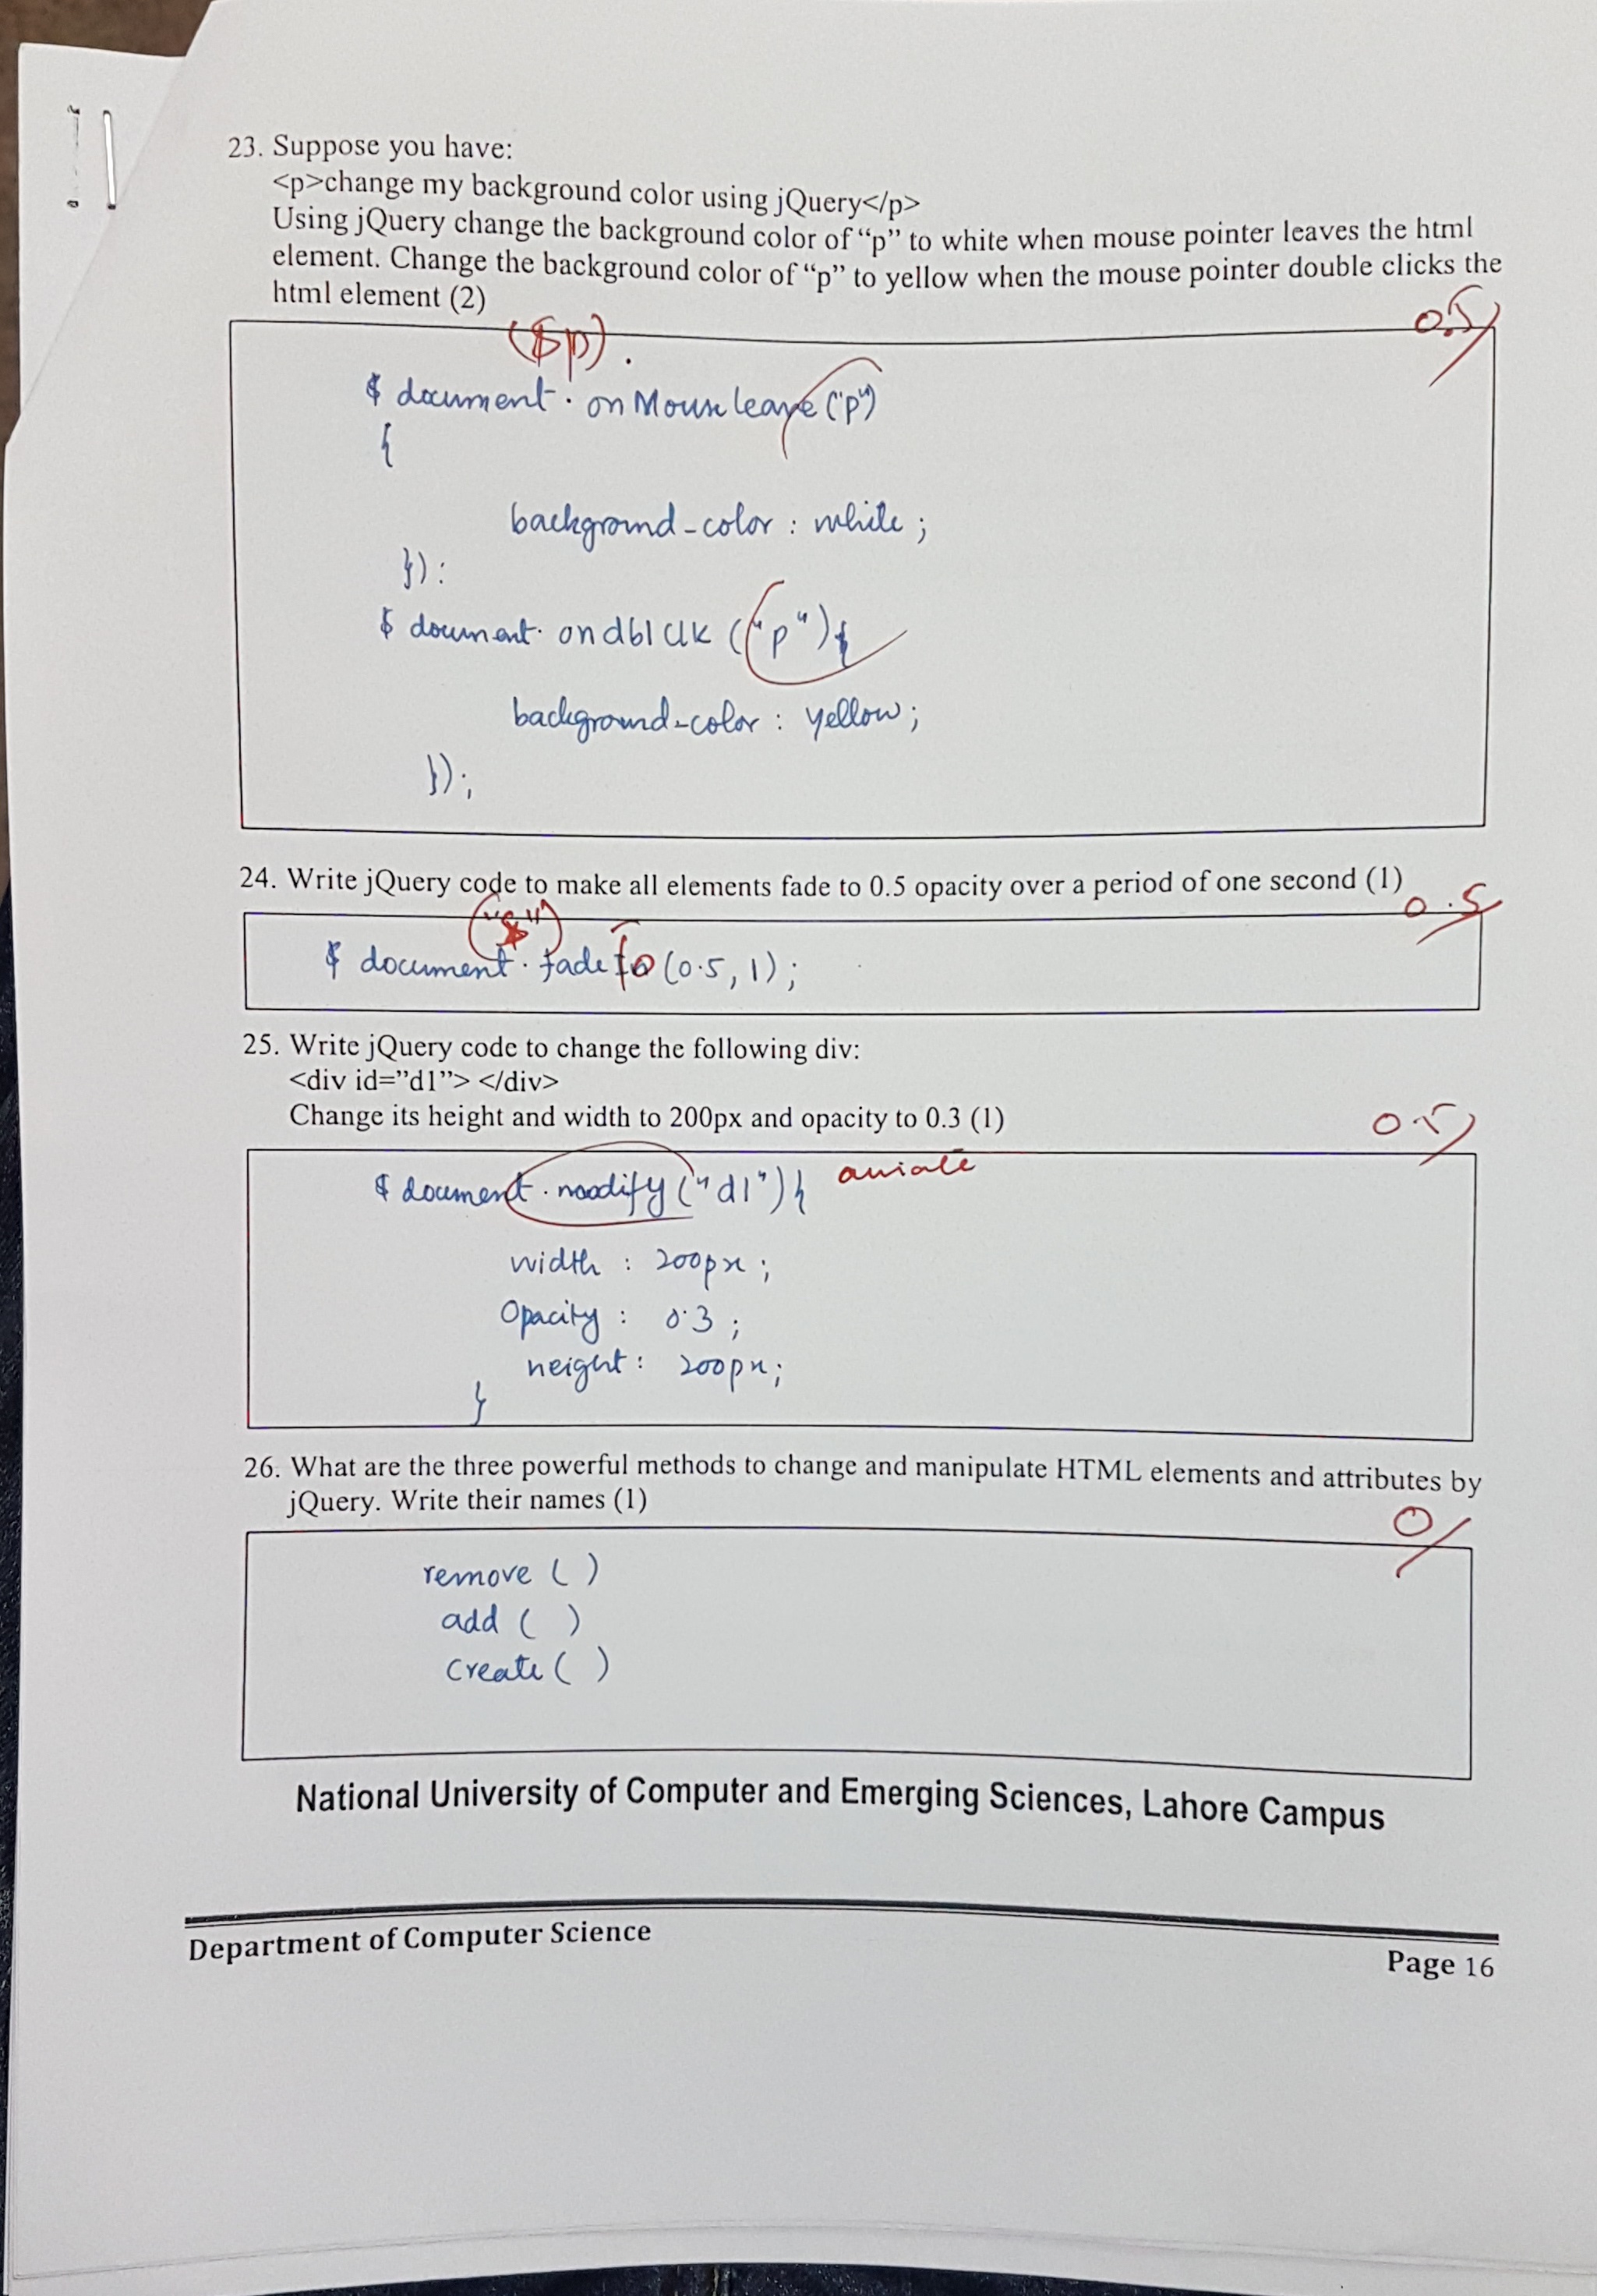 23. Suppose you have:
<p>change my background color using jQuery</p>
Using jQuery change the background color of “p” to white when mouse pointer leaves the html
element. Change the background color of “p” to yellow when the mouse pointer double clicks the
html element (2)
0.5
($p).
$ document. onMouseleave ("p")
{
background-color : white ;
}) :
$ document. ondblclk (("p"){
background-color : yellow ;
});
24. Write jQuery code to make all elements fade to 0.5 opacity over a period of one second (1)
0.5
$ document. fade to (0.5, 1) ;
25. Write jQuery code to change the following div:
<div id=”d1”> </div>
Change its height and width to 200px and opacity to 0.3 (1)
0.5
$ document. modify ("d1") {
width : 200px ;
Opacity : 0.3 ;
height : 200px ;
}
26. What are the three powerful methods to change and manipulate HTML elements and attributes by
jQuery. Write their names (1)
0
remove ( )
add ( )
Create ( )
National University of Computer and Emerging Sciences, Lahore Campus
Department of Computer Science
Page 16